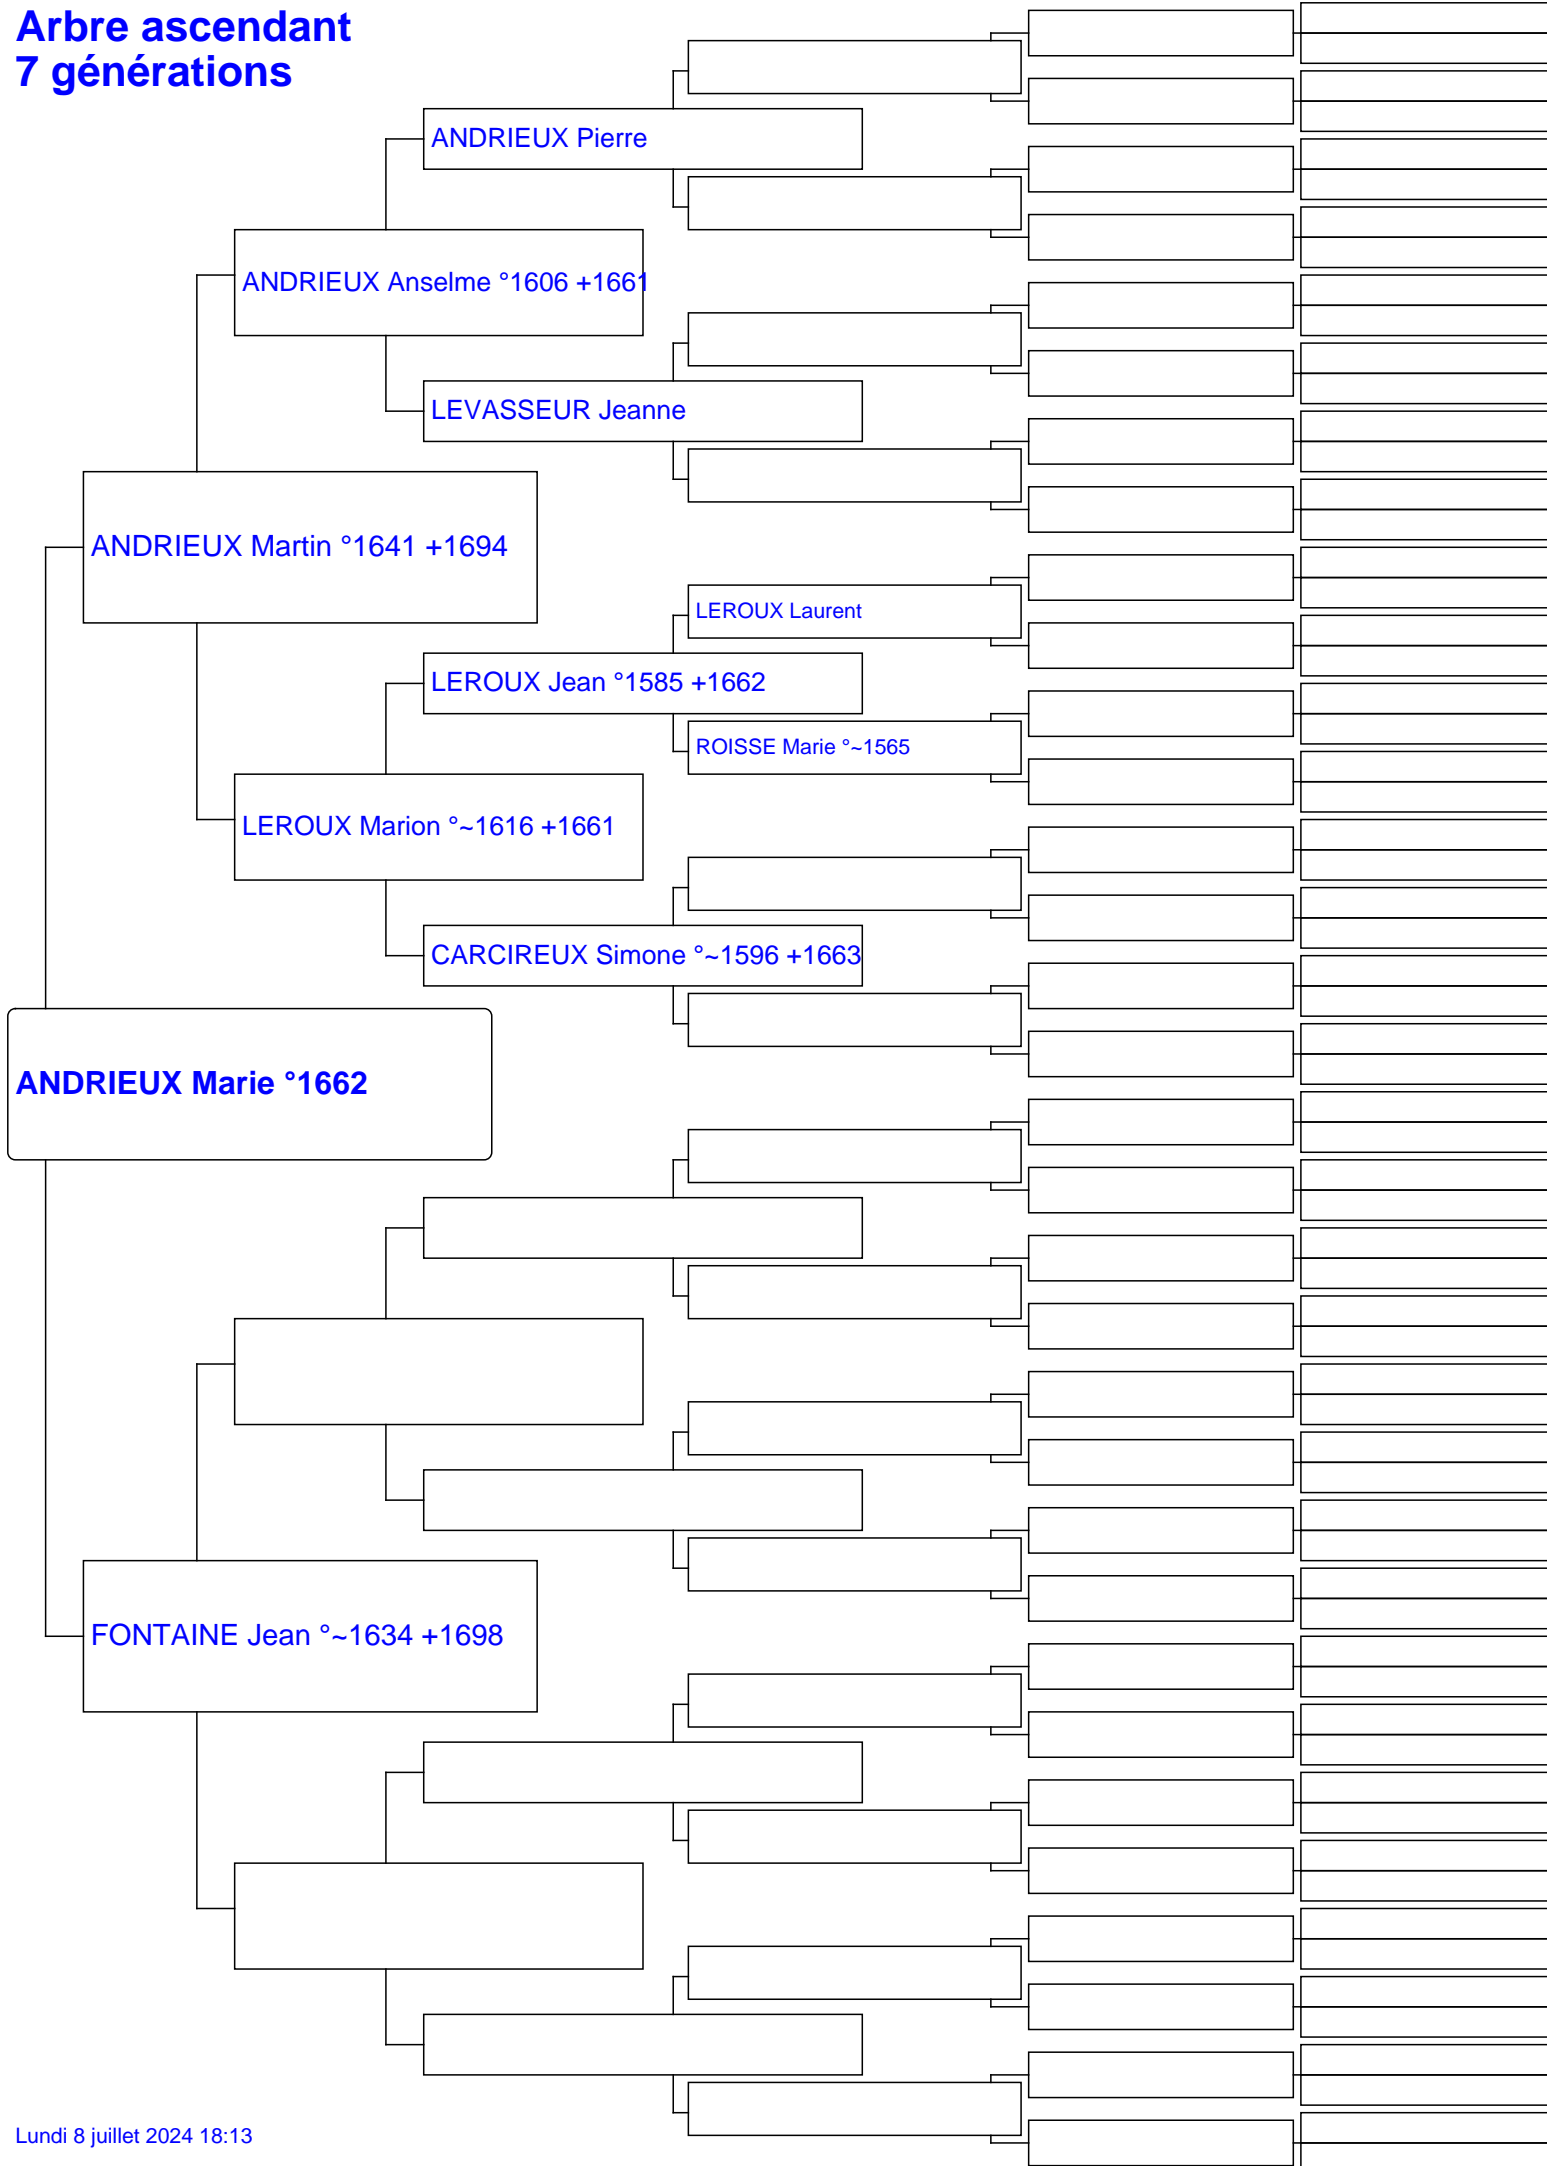 Arbre ascendant
7 générations
ANDRIEUX Pierre
ANDRIEUX Anselme °1606 +1661
LEVASSEUR Jeanne
ANDRIEUX Martin °1641 +1694
LEROUX Laurent
LEROUX Jean °1585 +1662
ROISSE Marie °~1565
LEROUX Marion °~1616 +1661
CARCIREUX Simone °~1596 +1663
ANDRIEUX Marie °1662
FONTAINE Jean °~1634 +1698
Lundi 8 juillet 2024 18:13